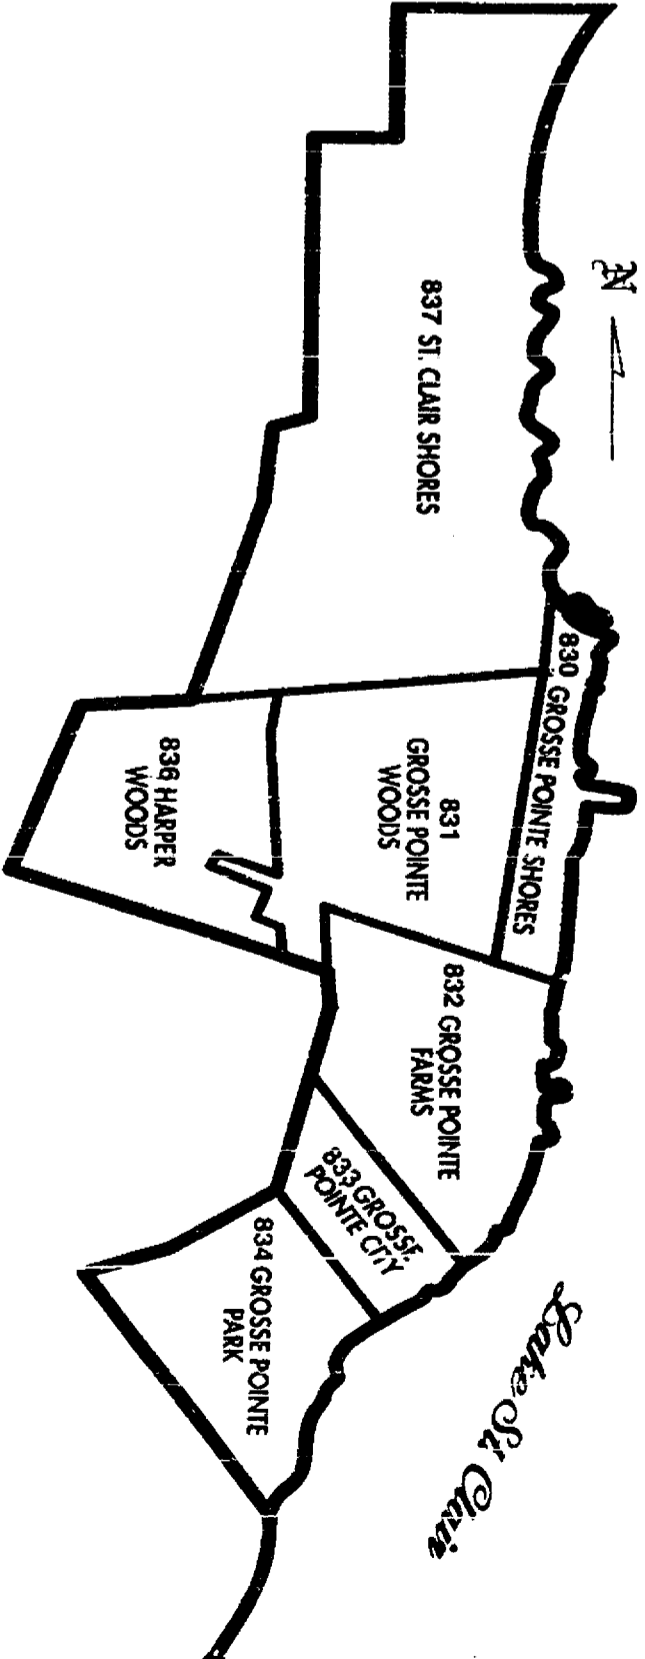 N
837 ST. CLAIR SHORES
830 GROSSE POINTE SHORES
831
GROSSE POINTE
WOODS
836 HARPER
WOODS
832 GROSSE POINTE
FARMS
833 GROSSE
POINTE CITY
834 GROSSE POINTE
PARK
Lake St. Clair